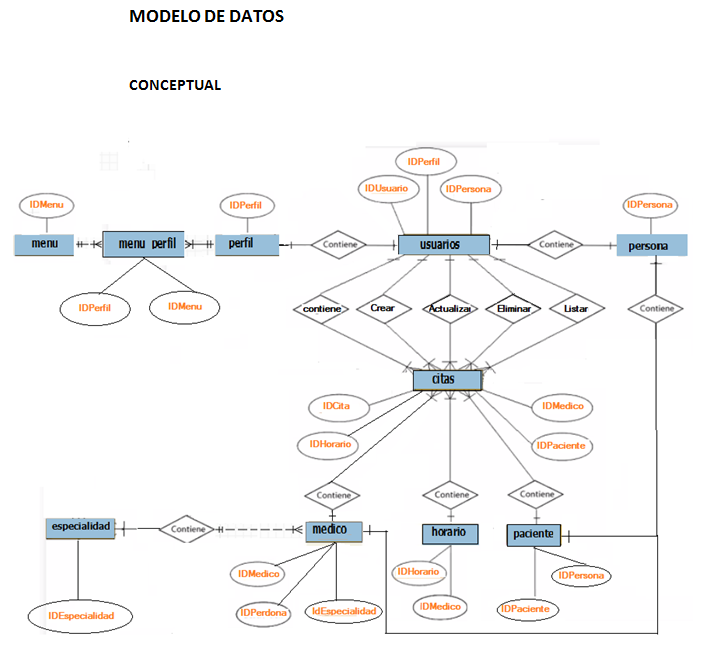 MODELO DE DATOS
CONCEPTUAL
IDPerfil
IDUsuario
IDPersona
IDMenu
IDPerfil
IDPersona
menu
menu perfil
perfil
Contiene
usuarios
Contiene
persona
IDPerfil
IDMenu
contiene
Crear
Actualizar
Eliminar
Listar
Contiene
citas
IDCita
IDMedico
IDHorario
IDPaciente
Contiene
Contiene
Contiene
especialidad
Contiene
medico
horario
paciente
IDMedico
IDHorario
IDPersona
IDPerdona
IdEspecialidad
IDMedico
IDPaciente
IDEspecialidad